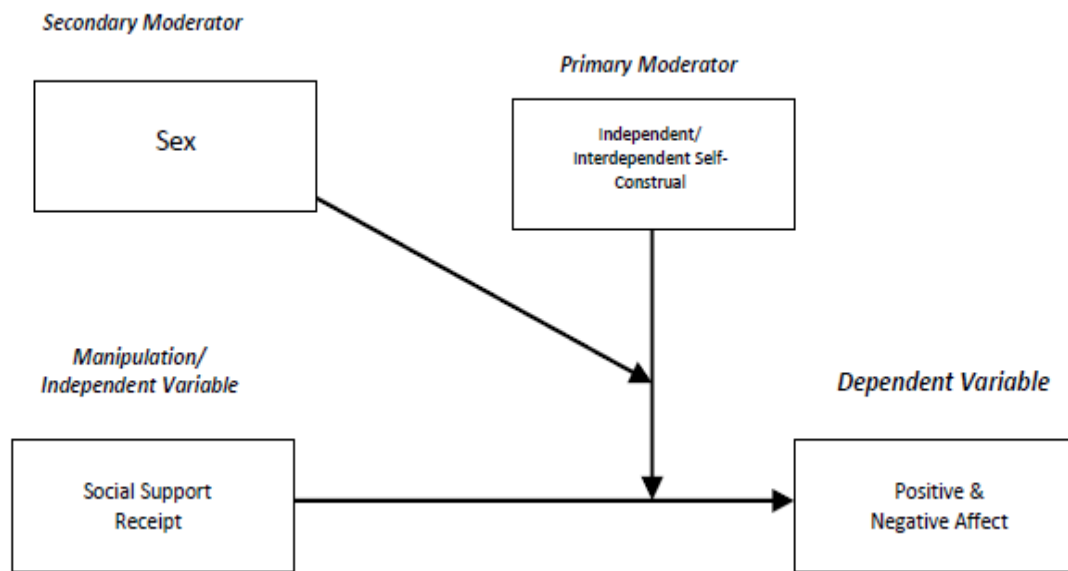 Secondary Moderator
Sex
Primary Moderator
Independent/
Interdependent Self-
Construal
Manipulation/
Independent Variable
Social Support
Receipt
Dependent Variable
Positive &
Negative Affect